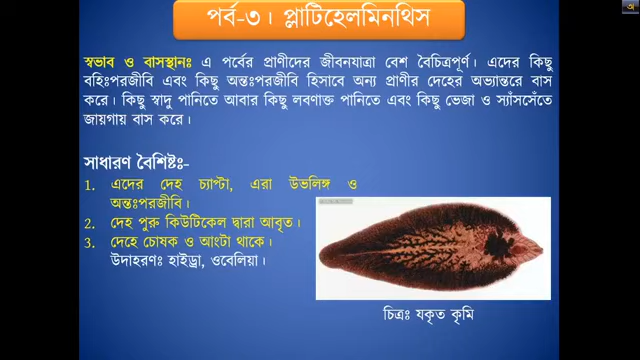 পর্ব-৩। প্লাটিহেলমিনথিস
স্বভাব ও বাসস্থানঃ এ পর্বের প্রাণীদের জীবনযাত্রা বেশ বৈচিত্রপূর্ণ। এদের কিছু
বহিঃপরজীবি এবং কিছু অন্তঃপরজীবি হিসাবে অন্য প্রাণীর দেহের অভ্যান্তরে বাস
করে। কিছু স্বাদু পানিতে আবার কিছু লবণাক্ত পানিতে এবং কিছু ভেজা ও স্যাঁসসেঁতে
জায়গায় বাস করে।
সাধারণ বৈশিষ্টঃ-
1. এদের দেহ চ্যাপ্টা, এরা উভলিঙ্গ ও
অন্তঃপরজীবি।
2. দেহ পুরু কিউটিকেল দ্বারা আবৃত।
3. দেহে চোষক ও আংটা থাকে।
উদাহরণঃ হাইড্রা, ওবেলিয়া।
চিত্রঃ যকৃত কৃমি